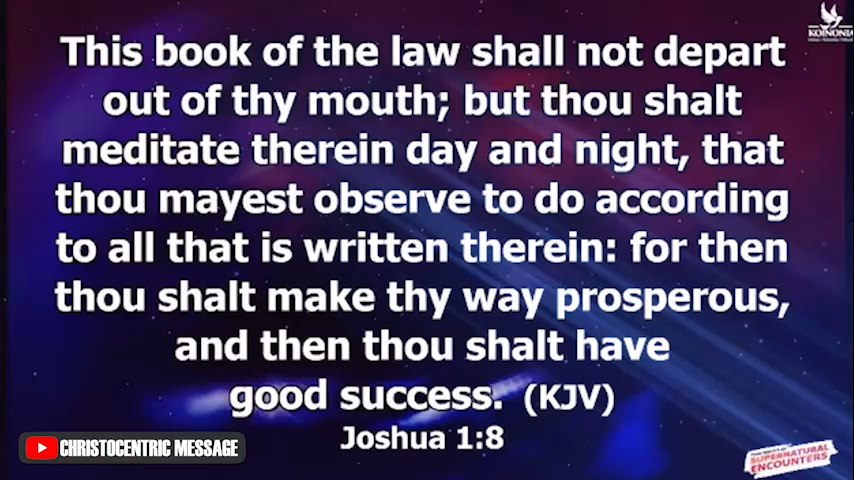 KOINONIA
This book of the law shall not depart
out of thy mouth; but thou shalt
meditate therein day and night, that
thou mayest observe to do according
to all that is written therein: for then
thou shalt make thy way prosperous,
and then thou shalt have
good success. (KJV)
Joshua 1:8
CHRISTOCENTRIC MESSAGE
SUPERNATURAL
ENCOUNTERS